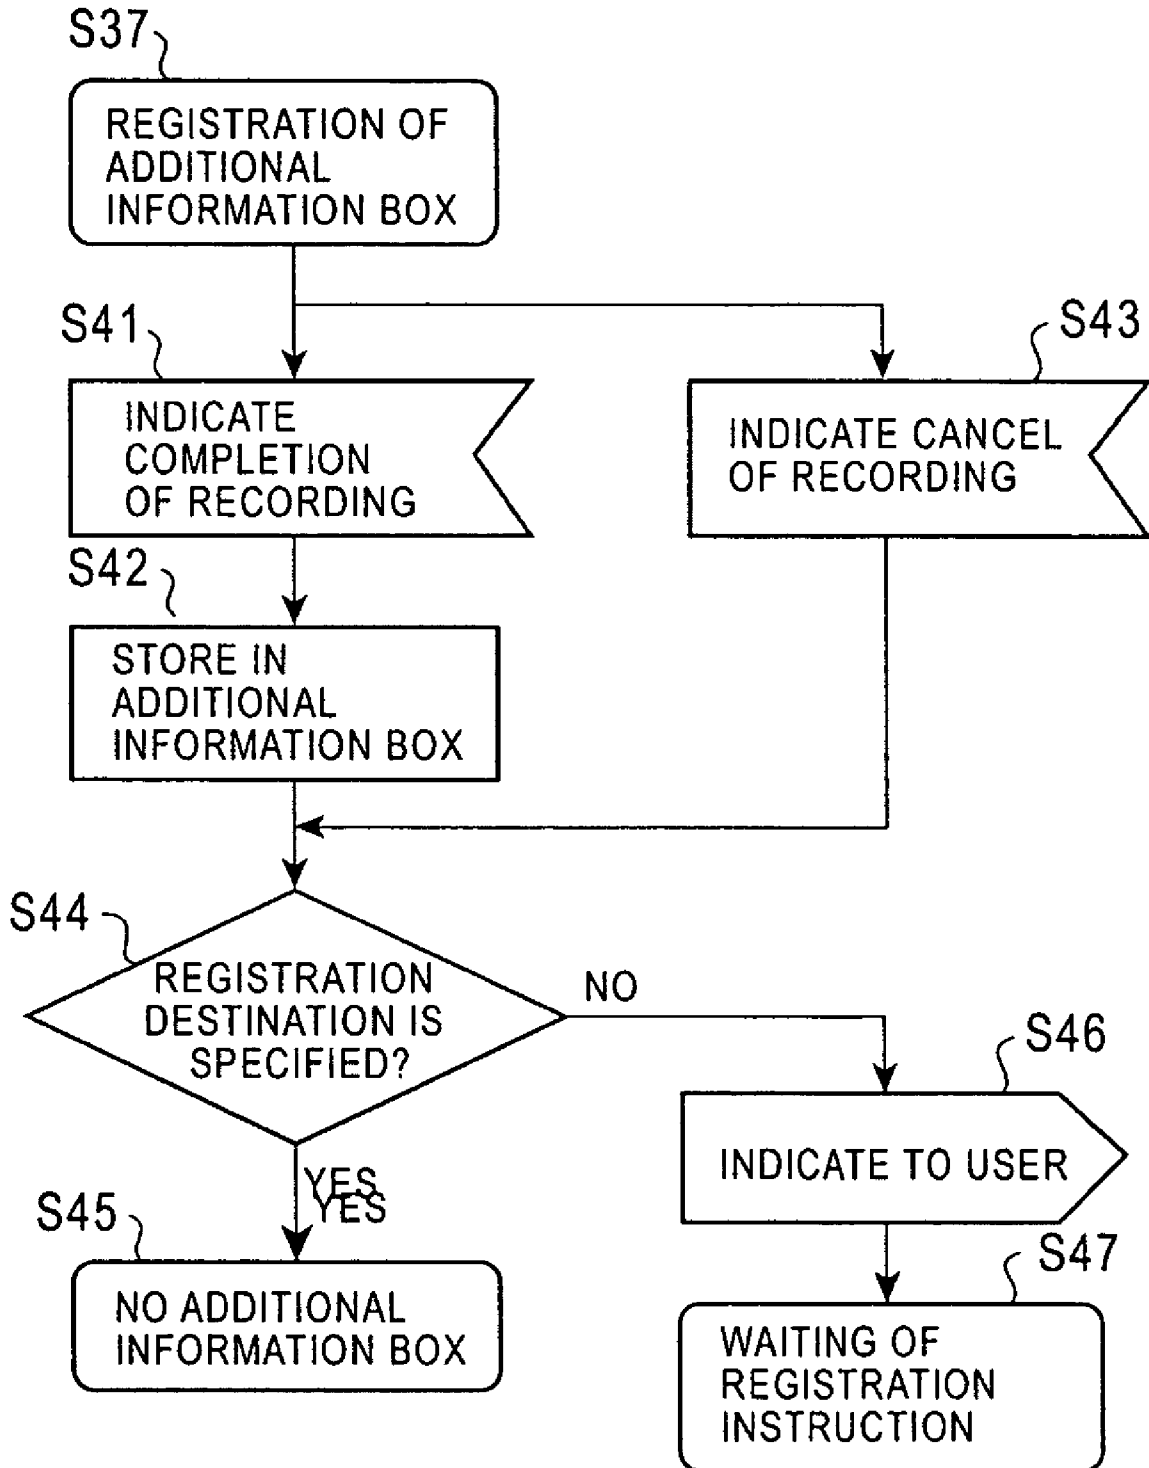 S37
REGISTRATION OF
ADDITIONAL
INFORMATION BOX
S41
INDICATE
COMPLETION
OF RECORDING
S43
INDICATE CANCEL
OF RECORDING
S42
STORE IN
ADDITIONAL
INFORMATION BOX
S44
REGISTRATION
DESTINATION IS
SPECIFIED?
NO
S46
INDICATE TO USER
YES
YES
S45
NO ADDITIONAL
INFORMATION BOX
S47
WAITING OF
REGISTRATION
INSTRUCTION